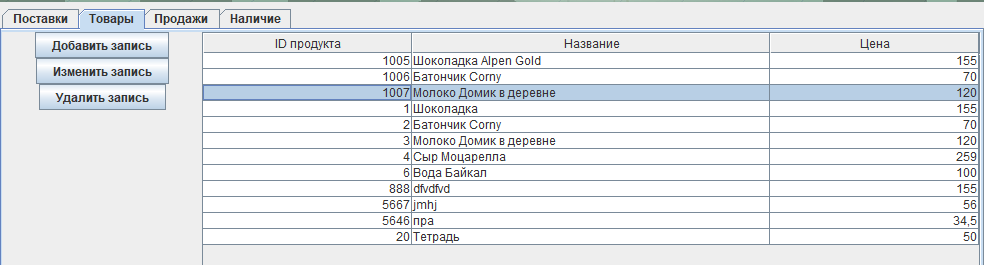 Поставки Товары Продажи Наличие
Добавить запись
Изменить запись
Удалить запись
ID продукта Название Цена
1005 Шоколадка Alpen Gold 155
1006 Батончик Corny 70
1007 Молоко Домик в деревне 120
1 Шоколадка 155
2 Батончик Corny 70
3 Молоко Домик в деревне 120
4 Сыр Моцарелла 259
6 Вода Байкал 100
888 dfvdfvd 155
5667 jmhj 56
5646 пра 34,5
20 Тетрадь 50